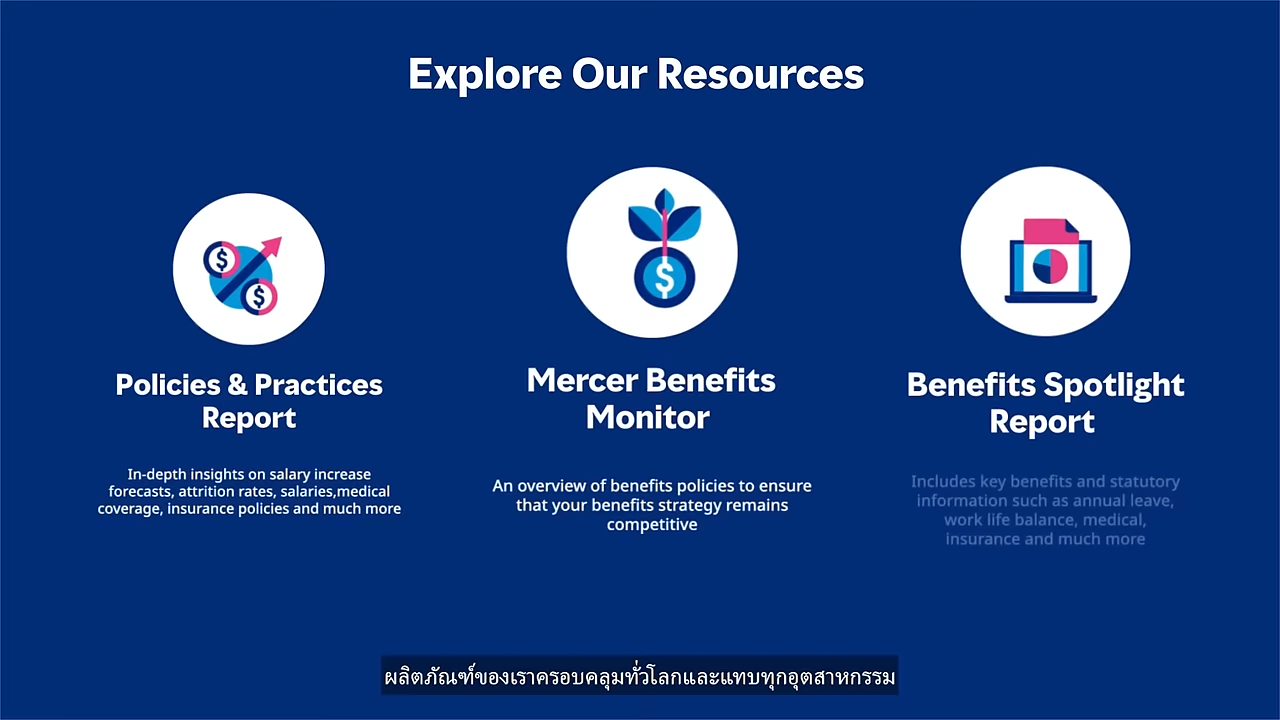 Explore Our Resources
Policies & Practices
Report
In-depth insights on salary increase
forecasts, attrition rates, salaries,medical
coverage, insurance policies and much more
Mercer Benefits
Monitor
An overview of benefits policies to ensure
that your benefits strategy remains
competitive
Benefits Spotlight
Report
Includes key benefits and statutory
information such as annual leave,
work life balance, medical,
insurance and much more
ผลิตภัณฑ์ของเราครอบคลุมทั่วโลกและแทบทุกอุตสาหกรรม